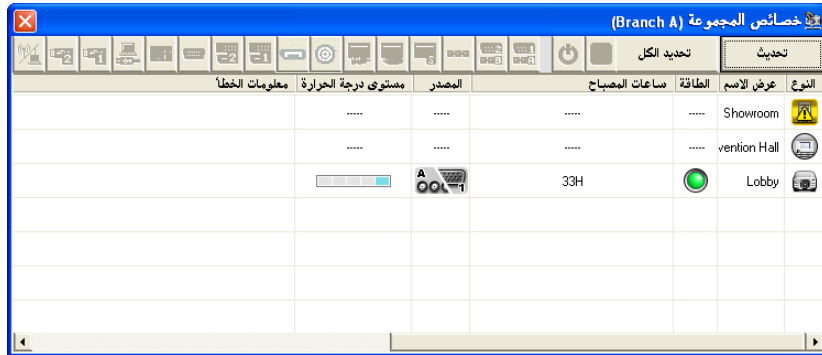 خصائص المجموعة (Branch A)
تحديث تحديد الكل
النوع عرض الاسم الطاقة ساعات المصباح المصدر مستوى درجة الحرارة معلومات الخطأ
Showroom ----- ----- ----- -----
vention Hall ----- ----- ----- -----
Lobby 33H A 1